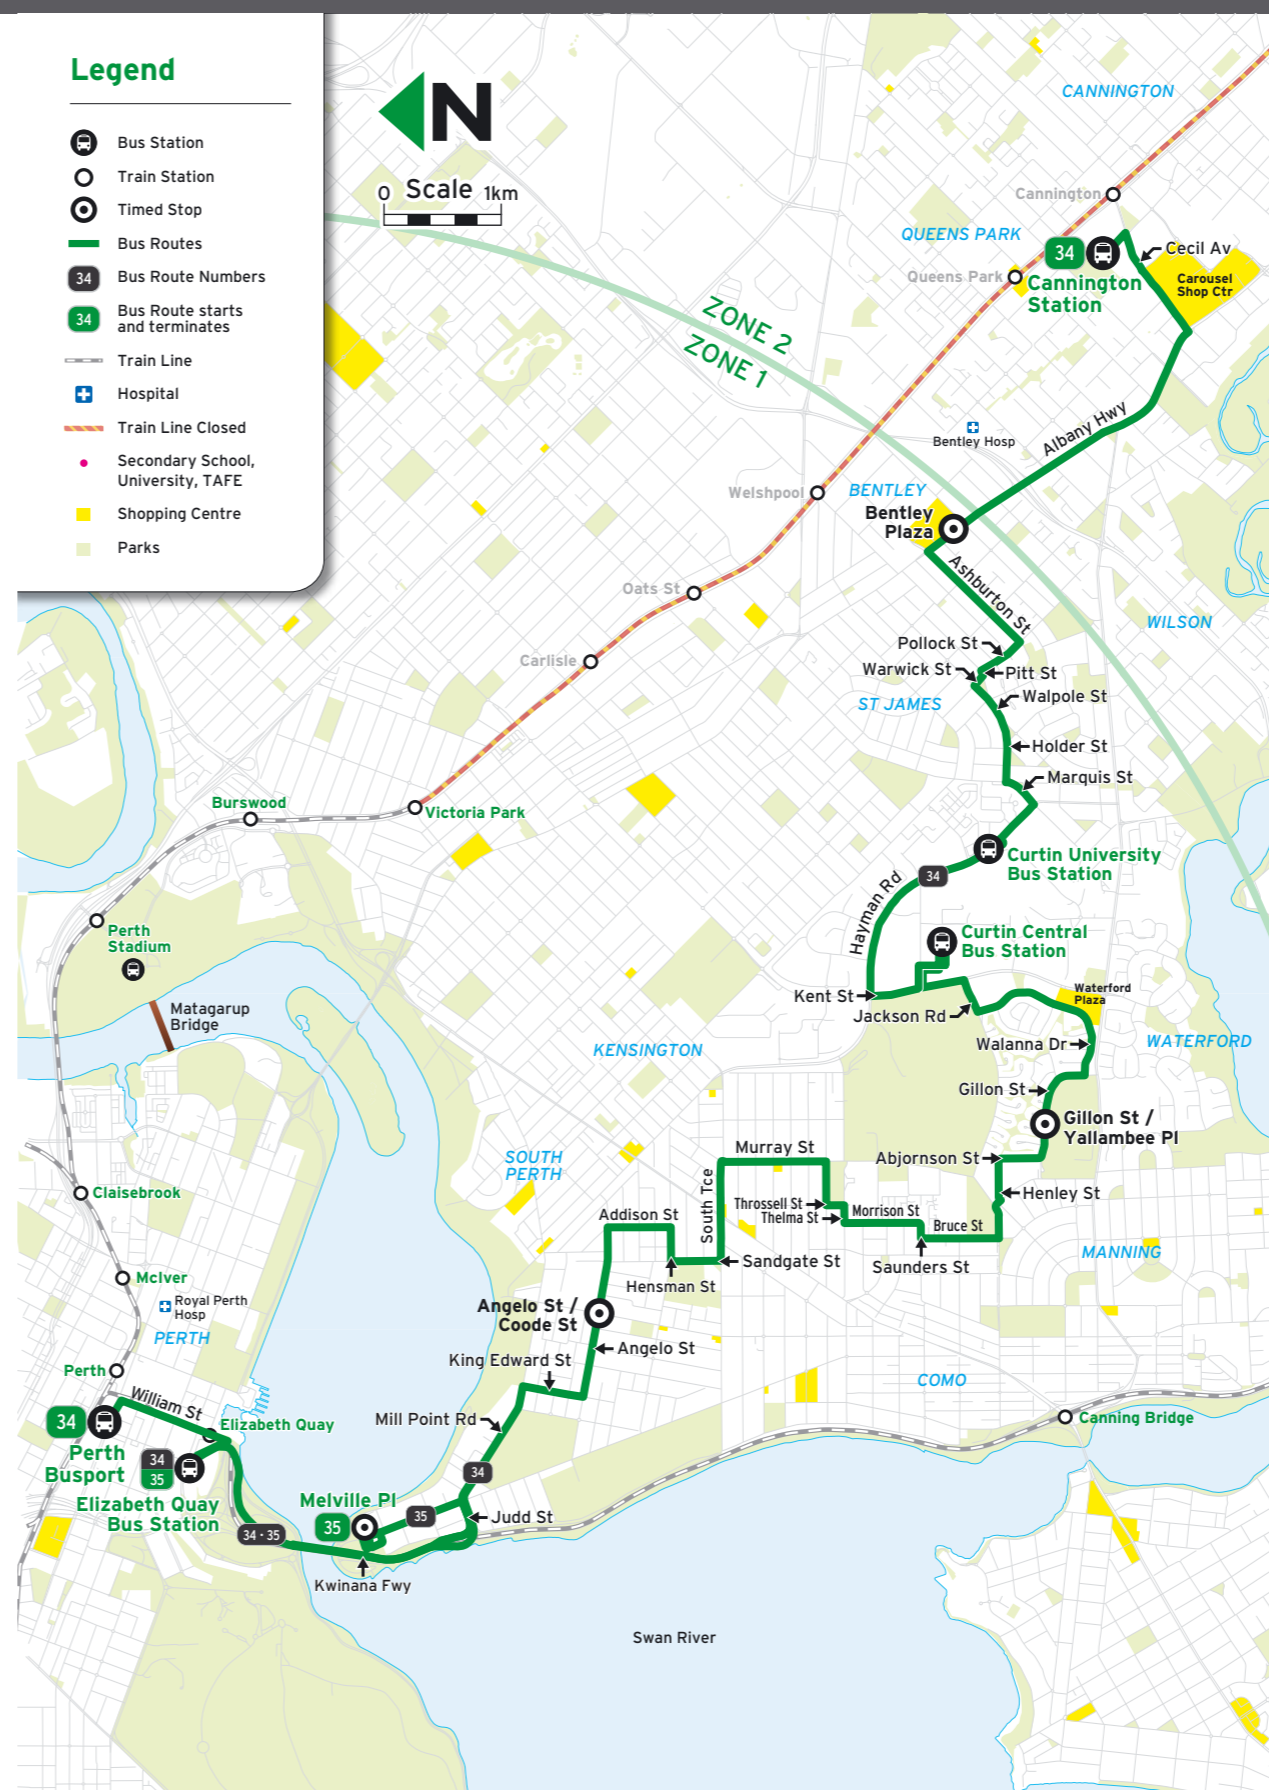 Legend
Bus Station
Train Station
Timed Stop
Bus Routes
34
Bus Route Numbers
34
Bus Route starts
and terminates
Train Line
Hospital
Train Line Closed
Secondary School,
University, TAFE
Shopping Centre
Parks
N
0 Scale 1km
CANNINGTON
Cannington
QUEENS PARK
34
Cecil Av
Queens Park
Cannington
Station
Carousel
Shop Ctr
ZONE 2
ZONE 1
Albany Hwy
Bentley Hosp
Welshpool
BENTLEY
Bentley
Plaza
Ashburton St
Oats St
WILSON
Pollock St
Carlisle
Warwick St
Pitt St
Walpole St
ST JAMES
Holder St
Marquis St
Burswood
Victoria Park
Curtin University
Bus Station
34
Hayman Rd
Perth
Stadium
Curtin Central
Bus Station
Kent St
Waterford
Plaza
Matagarup
Bridge
Jackson Rd
KENSINGTON
Walanna Dr
WATERFORD
Gillon St
Gillon St /
Yallambee Pl
SOUTH
PERTH
Murray St
Abjornson St
Claisebrook
South Tce
Henley St
Addison St
Throssell St
Thelma St
Morrison St
Bruce St
Sandgate St
MANNING
Saunders St
McIver
Hensman St
Royal Perth
Hosp
Angelo St /
Coode St
PERTH
Angelo St
King Edward St
Perth
COMO
William St
Mill Point Rd
Canning Bridge
34
Elizabeth Quay
Perth
Busport
34
35
34
Elizabeth Quay
Bus Station
Melville Pl
35
35
Judd St
34 · 35
Kwinana Fwy
Swan River